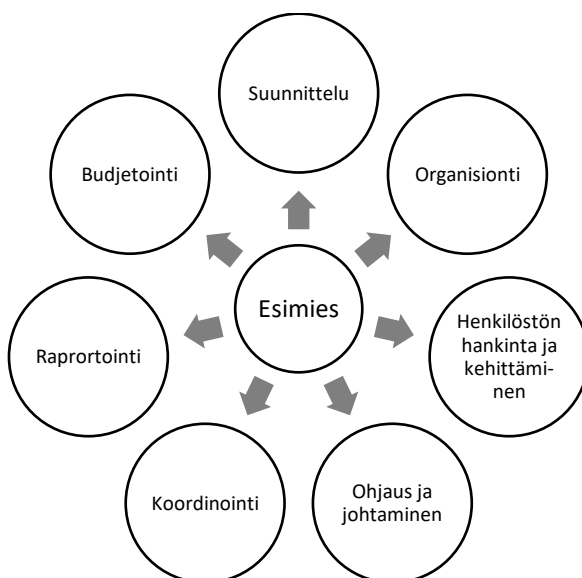 Suunnittelu
Organisionti
Henkilöstön
hankinta ja
kehittämi-
nen
Ohjaus ja
johtaminen
Koordinointi
Raprortointi
Budjetointi
Esimies